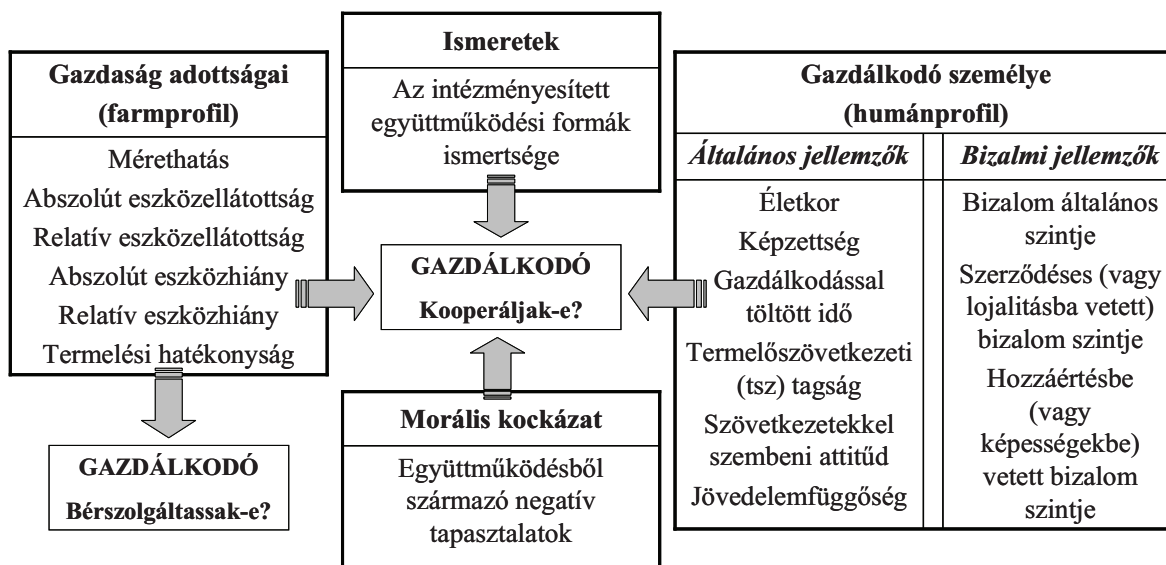 Gazdaság adottságai
(farmprofil)
Mérethatás
Abszolút eszközellátottság
Relatív eszközellátottság
Abszolút eszközhiány
Relatív eszközhiány
Termelési hatékonyság
GAZDÁLKODÓ
Bérszolgáltassak-e?
Ismeretek
Az intézményesített
együttműködési formák
ismertsége
GAZDÁLKODÓ
Kooperáljak-e?
Morális kockázat
Együttműködésből
származó negatív
tapasztalatok
Gazdálkodó személye
(humánprofil)
Általános jellemzők
Életkor
Képzettség
Gazdálkodással
töltött idő
Termelőszövetkezeti
(tsz) tagság
Szövetkezetekkel
szembeni attitűd
Jövedelemfüggőség
Bizalmi jellemzők
Bizalom általános
szintje
Szerződéses (vagy
lojalitásba vetett)
bizalom szintje
Hozzáértésbe
(vagy
képességekbe)
vetett bizalom
szintje